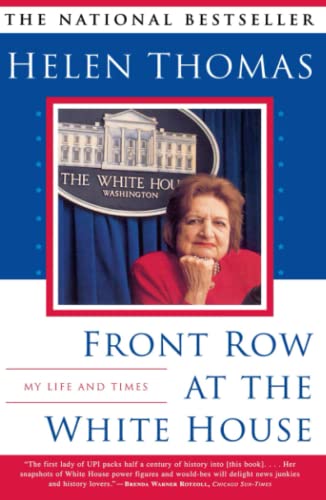 THE NATIONAL BESTSELLER
HELEN THOMAS
THE WHITE HOU
WASHINGTON
FRONT ROW
MY LIFE AND TIMES
AT THE
WHITE HOUSE
"The first lady of UPI packs half a century of history into [this book]. . . . Her
snapshots of White House power figures and would-bes will delight news junkies
and history lovers." —BRENDA WARNER ROTZOLL, CHICAGO SUN-TIMES